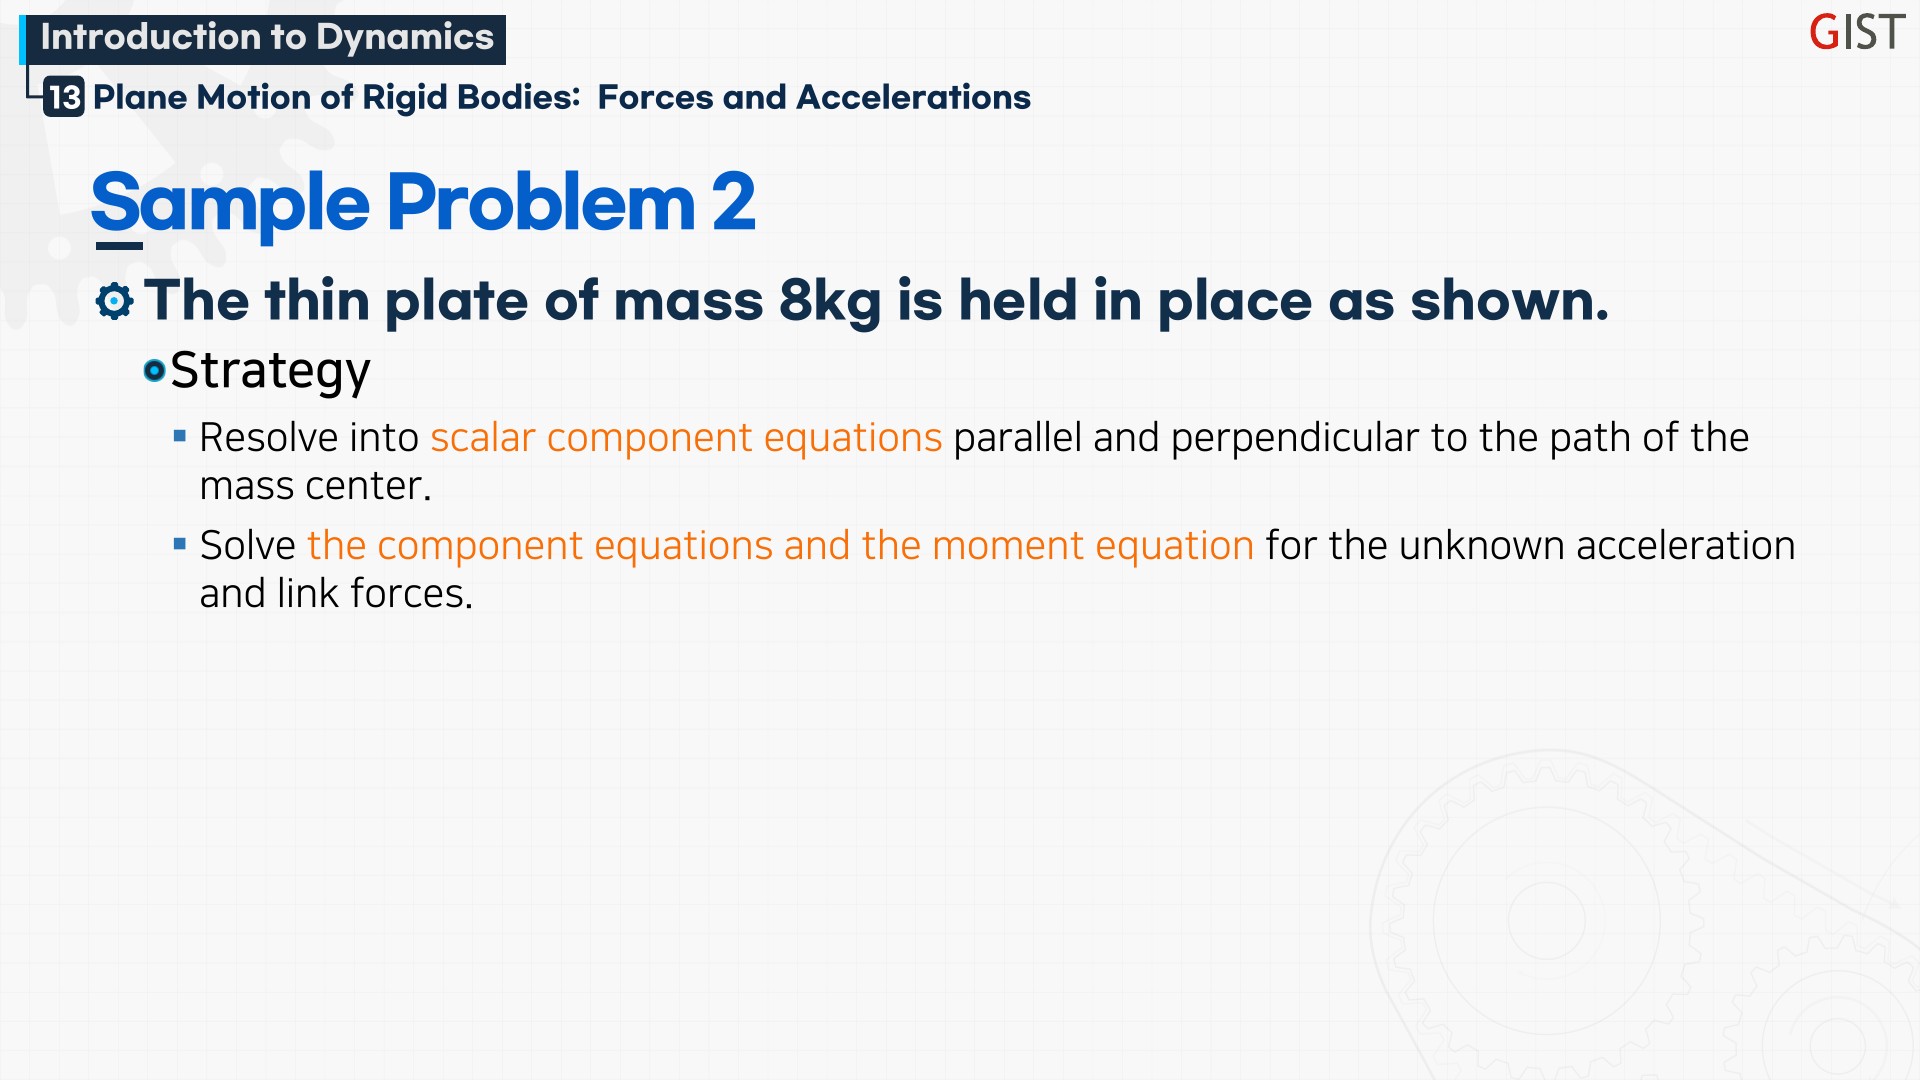 Introduction to Dynamics
GIST
13 Plane Motion of Rigid Bodies: Forces and Accelerations
Sample Problem 2
The thin plate of mass 8kg is held in place as shown.
Strategy
Resolve into scalar component equations parallel and perpendicular to the path of the
mass center.
Solve the component equations and the moment equation for the unknown acceleration
and link forces.